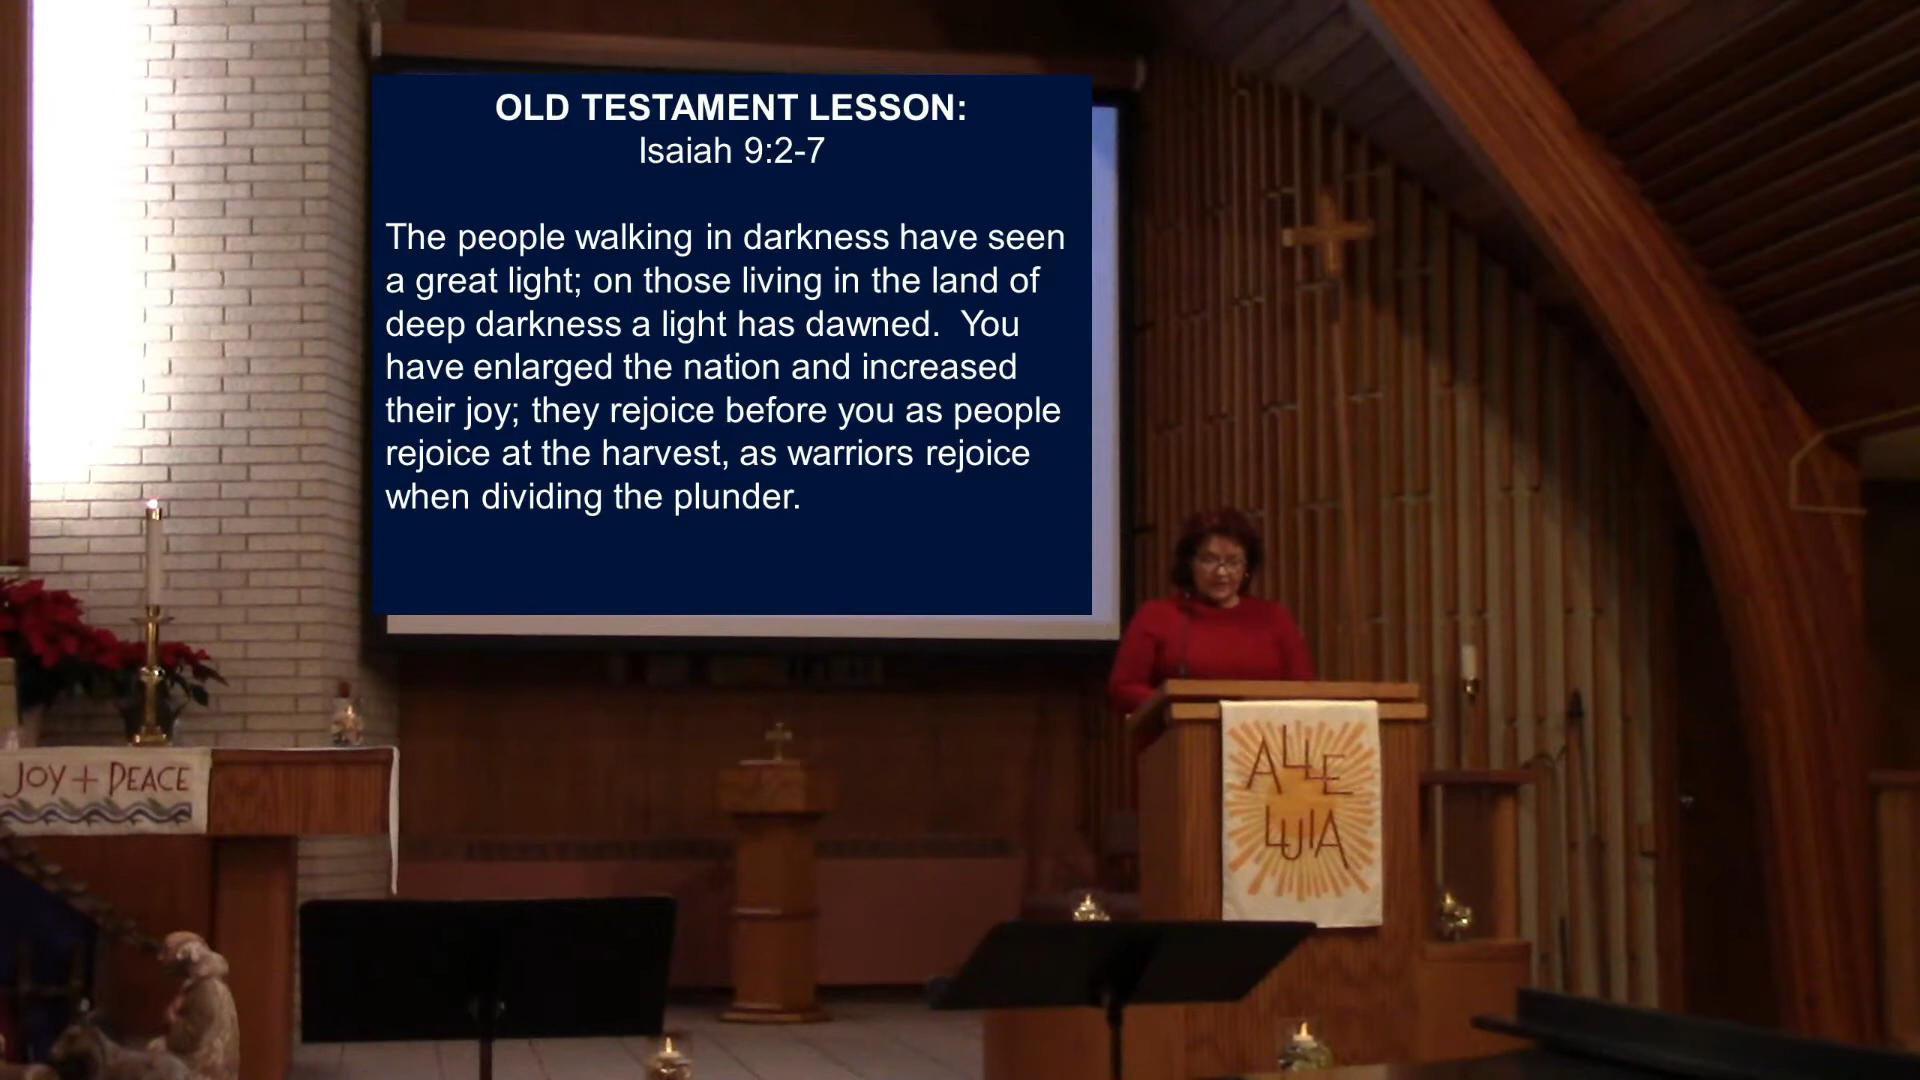 OLD TESTAMENT LESSON:
Isaiah 9:2-7
The people walking in darkness have seen
a great light; on those living in the land of
deep darkness a light has dawned.  You
have enlarged the nation and increased
their joy; they rejoice before you as people
rejoice at the harvest, as warriors rejoice
when dividing the plunder.
JOY + PEACE
ALLE
LUIA